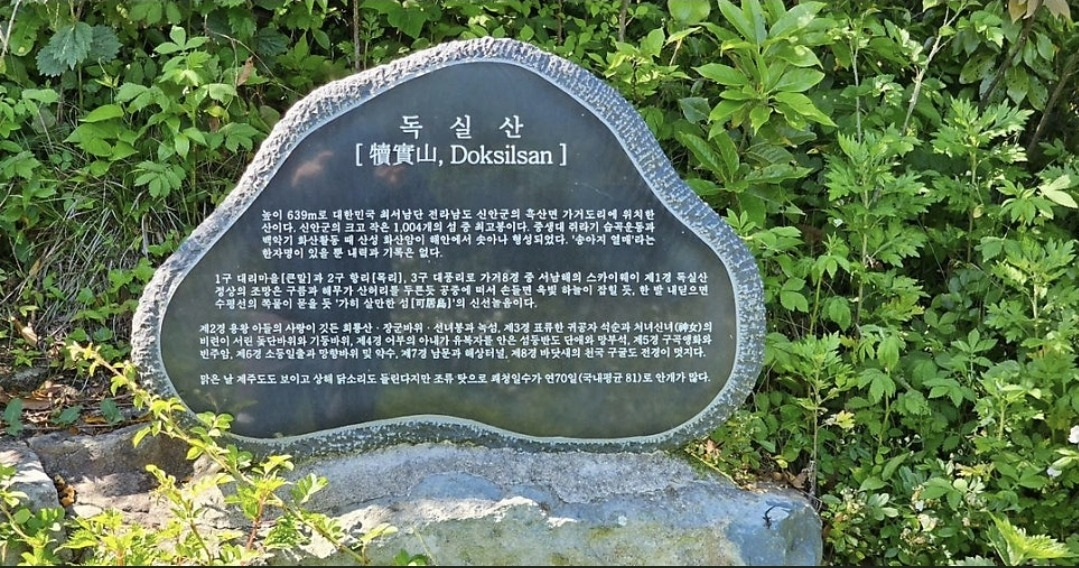 독 실 산
[ 犢實山, Doksilsan ]
높이 639m로 대한민국 최서남단 전라남도 신안군의 흑산면 가거도리에 위치한
산이다. 신안군의 크고 작은 1,004개의 섬 중 최고봉이다. 중생대 쥐라기 습곡운동과
백악기 화산활동 때 산성 화산암이 해안에서 솟아나 형성되었다. '송아지 열매'라는
한자명이 있을 뿐 내력과 기록은 없다.
1구 대리마을[큰말]과 2구 항리[목리], 3구 대풍리로 가거8경 중 서남해의 스카이웨이 제1경 독실산
정상의 조망은 구름과 해무가 산허리를 두른듯 공중에 떠서 손들면 옥빛 하늘이 잡힐 듯, 한 발 내딛으면
수평선의 쪽물이 묻을 듯 '가히 살만한 섬[可居島]'의 신선놀음이다.
제2경 용왕 아들의 사랑이 깃든 회룡산 · 장군바위 · 선녀봉과 녹섬, 제3경 표류한 귀공자 석순과 처녀신녀(神女)의
비련이 서린 돛단바위와 기둥바위, 제4경 어부의 아내가 유복자를 안은 섬등반도 단애와 망부석, 제5경 구곡앵화와
빈주암, 제6경 소등일출과 망향바위 및 약수, 제7경 남문과 해상터널, 제8경 바닷새의 천국 구굴도 전경이 멋지다.
맑은 날 제주도도 보이고 상해 닭소리도 들린다지만 조류 탓으로 쾌청일수가 연70일(국내평균 81)로 안개가 많다.